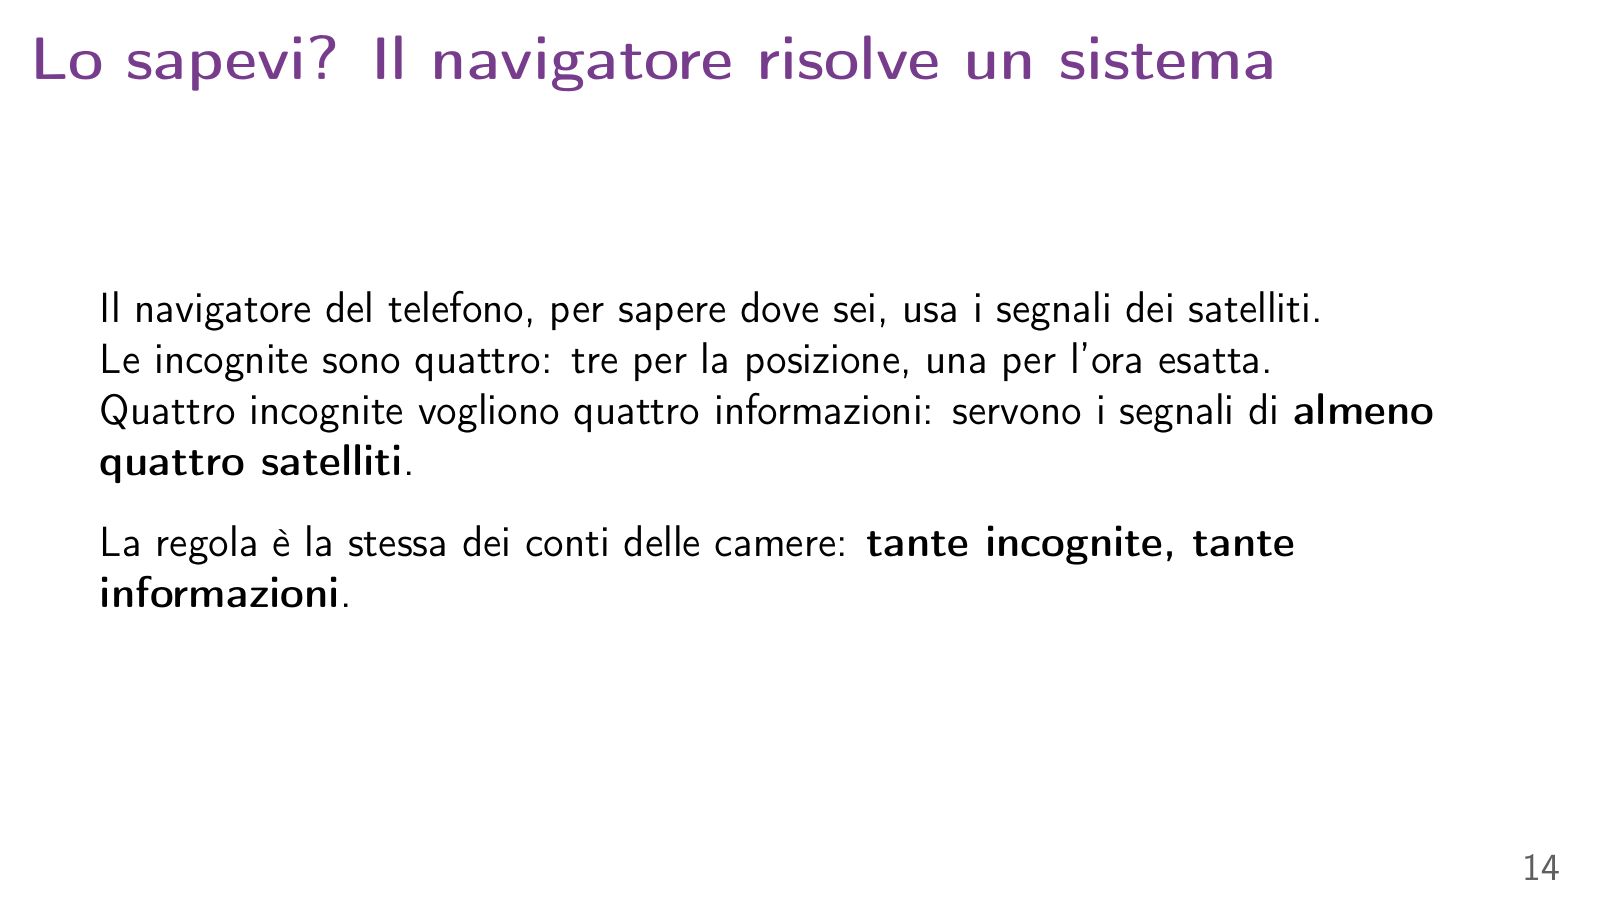 Lo sapevi? Il navigatore risolve un sistema
Il navigatore del telefono, per sapere dove sei, usa i segnali dei satelliti.
Le incognite sono quattro: tre per la posizione, una per l'ora esatta.
Quattro incognite vogliono quattro informazioni: servono i segnali di almeno
quattro satelliti.
La regola è la stessa dei conti delle camere: tante incognite, tante
informazioni.
14